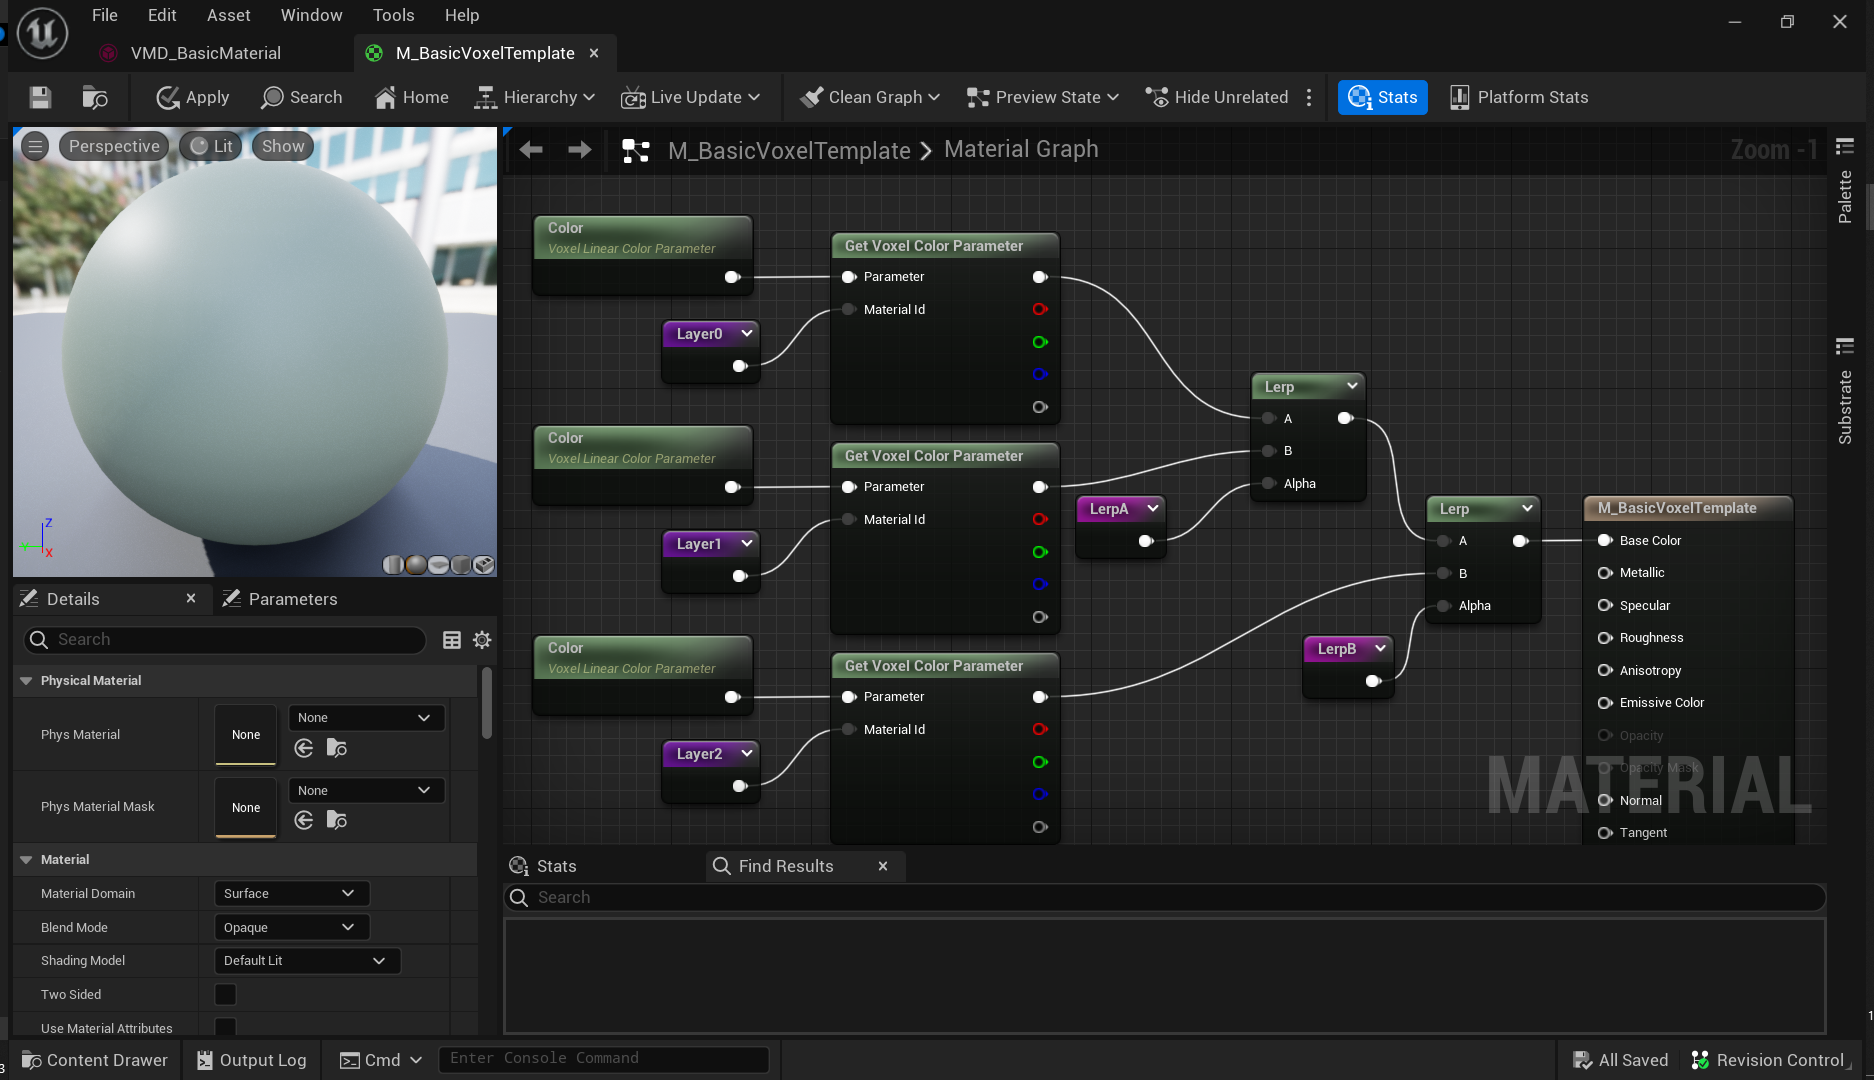 File Edit Asset Window Tools Help
VMD_BasicMaterial
M_BasicVoxelTemplate
Apply Search Home Hierarchy Live Update Clean Graph Preview State Hide Unrelated Stats Platform Stats
Perspective Lit Show
M_BasicVoxelTemplate Material Graph
Zoom -1
Palette
Substrate
Color
Voxel Linear Color Parameter
Layer0
Get Voxel Color Parameter
Parameter
Material Id
Color
Voxel Linear Color Parameter
Layer1
Get Voxel Color Parameter
Parameter
Material Id
Color
Voxel Linear Color Parameter
Layer2
Get Voxel Color Parameter
Parameter
Material Id
Lerp
A
B
Alpha
LerpA
Lerp
A
B
Alpha
LerpB
M_BasicVoxelTemplate
Base Color
Metallic
Specular
Roughness
Anisotropy
Emissive Color
Opacity
Opacity Mask
Normal
Tangent
MATERIAL
Z
Y
X
Details
Parameters
Search
Physical Material
Phys Material
None
None
Phys Material Mask
None
None
Material
Material Domain Surface
Blend Mode Opaque
Shading Model Default Lit
Two Sided
Use Material Attributes
Stats
Find Results
Search
3
1
Content Drawer
Output Log
Cmd
Enter Console Command
All Saved
Revision Control